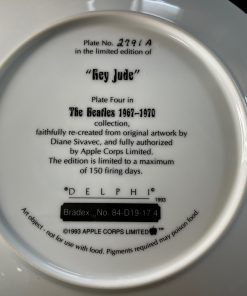 Plate No. 2791A
in the limited edition of
"Hey Jude"
Plate Four in
The Beatles 1967-1970
collection,
faithfully re-created from original artwork by
Diane Sivavec, and fully authorized
by Apple Corps Limited.
The edition is limited to a maximum
of 150 firing days.
DELPHI
1993
Bradex: No. 84-D19-17.4
©1993 APPLE CORPS LIMITED
An object - not for use with food. Pigments required may poison food.